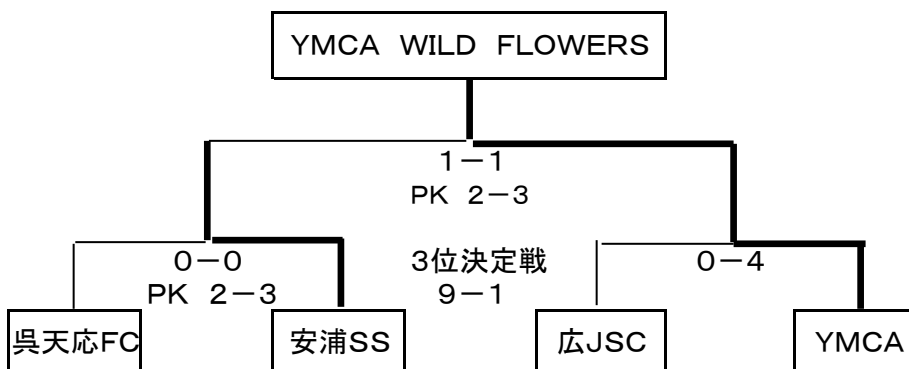 YMCA WILD FLOWERS
1－1
PK 2－3
0－0
PK 2－3
3位決定戦
9－1
0－4
呉天応FC
安浦SS
広JSC
YMCA